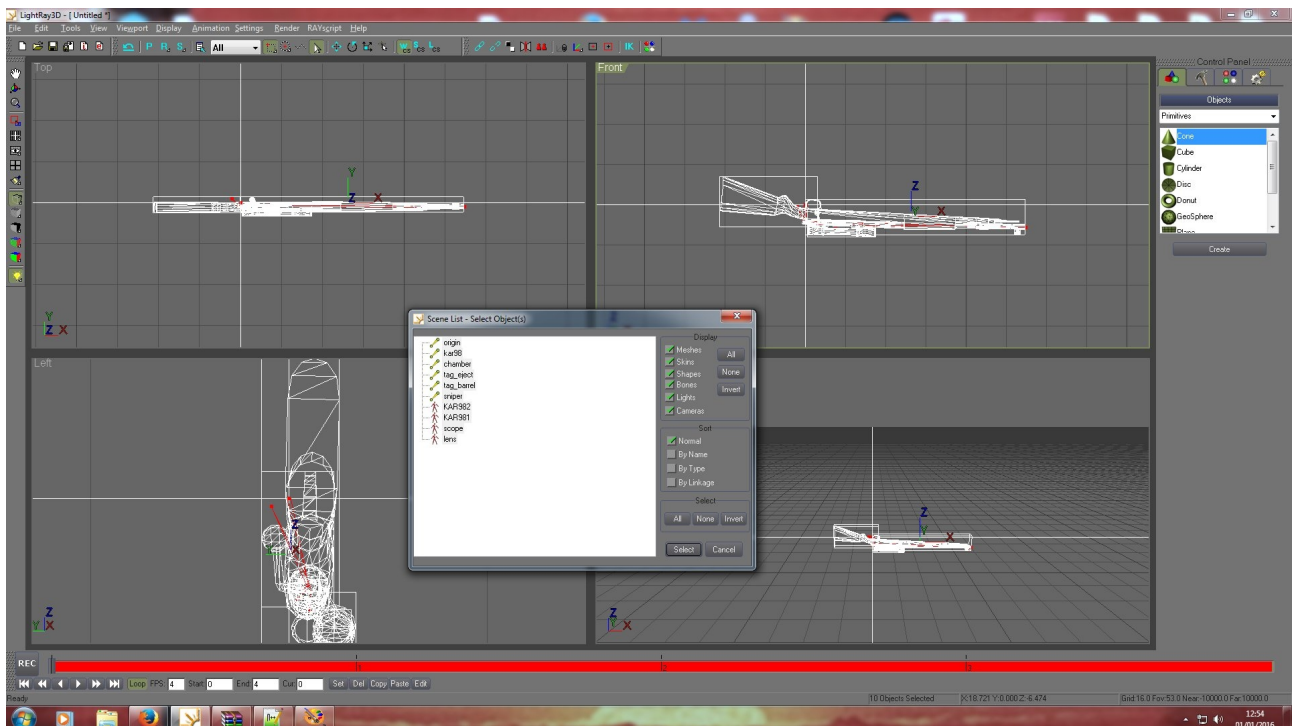 LightRay3D - [ Untitled *]
File Edit Tools View Viewport Display Animation Settings Render RAYscript Help
P R, S, All IK
Top
Front
Left
Y
Z X
Z
Y X
Control Panel
Objects
Primitives
Cone
Cube
Cylinder
Disc
Donut
GeoSphere
Plane
Create
Scene List - Select Object(s)
origin
kar98
chamber
tag_eject
tag_barrel
sniper
KAR982
KAR981
scope
lens
Display
Meshes
Skins
Shapes
Bones
Lights
Cameras
All
None
Invert
Sort
Normal
By Name
By Type
By Linkage
Select
All None Invert
Select Cancel
REC
1 2 3
Loop FPS: 4 Start: 0 End: 4 Cur: 0 Set Del Copy Paste Edit
Ready
10 Objects Selected X:18.721 Y:0.000 Z:-6.474 Grid:16.0 Fov:53.0 Near:-10000.0 Far:10000.0
12:54
01/01/2016